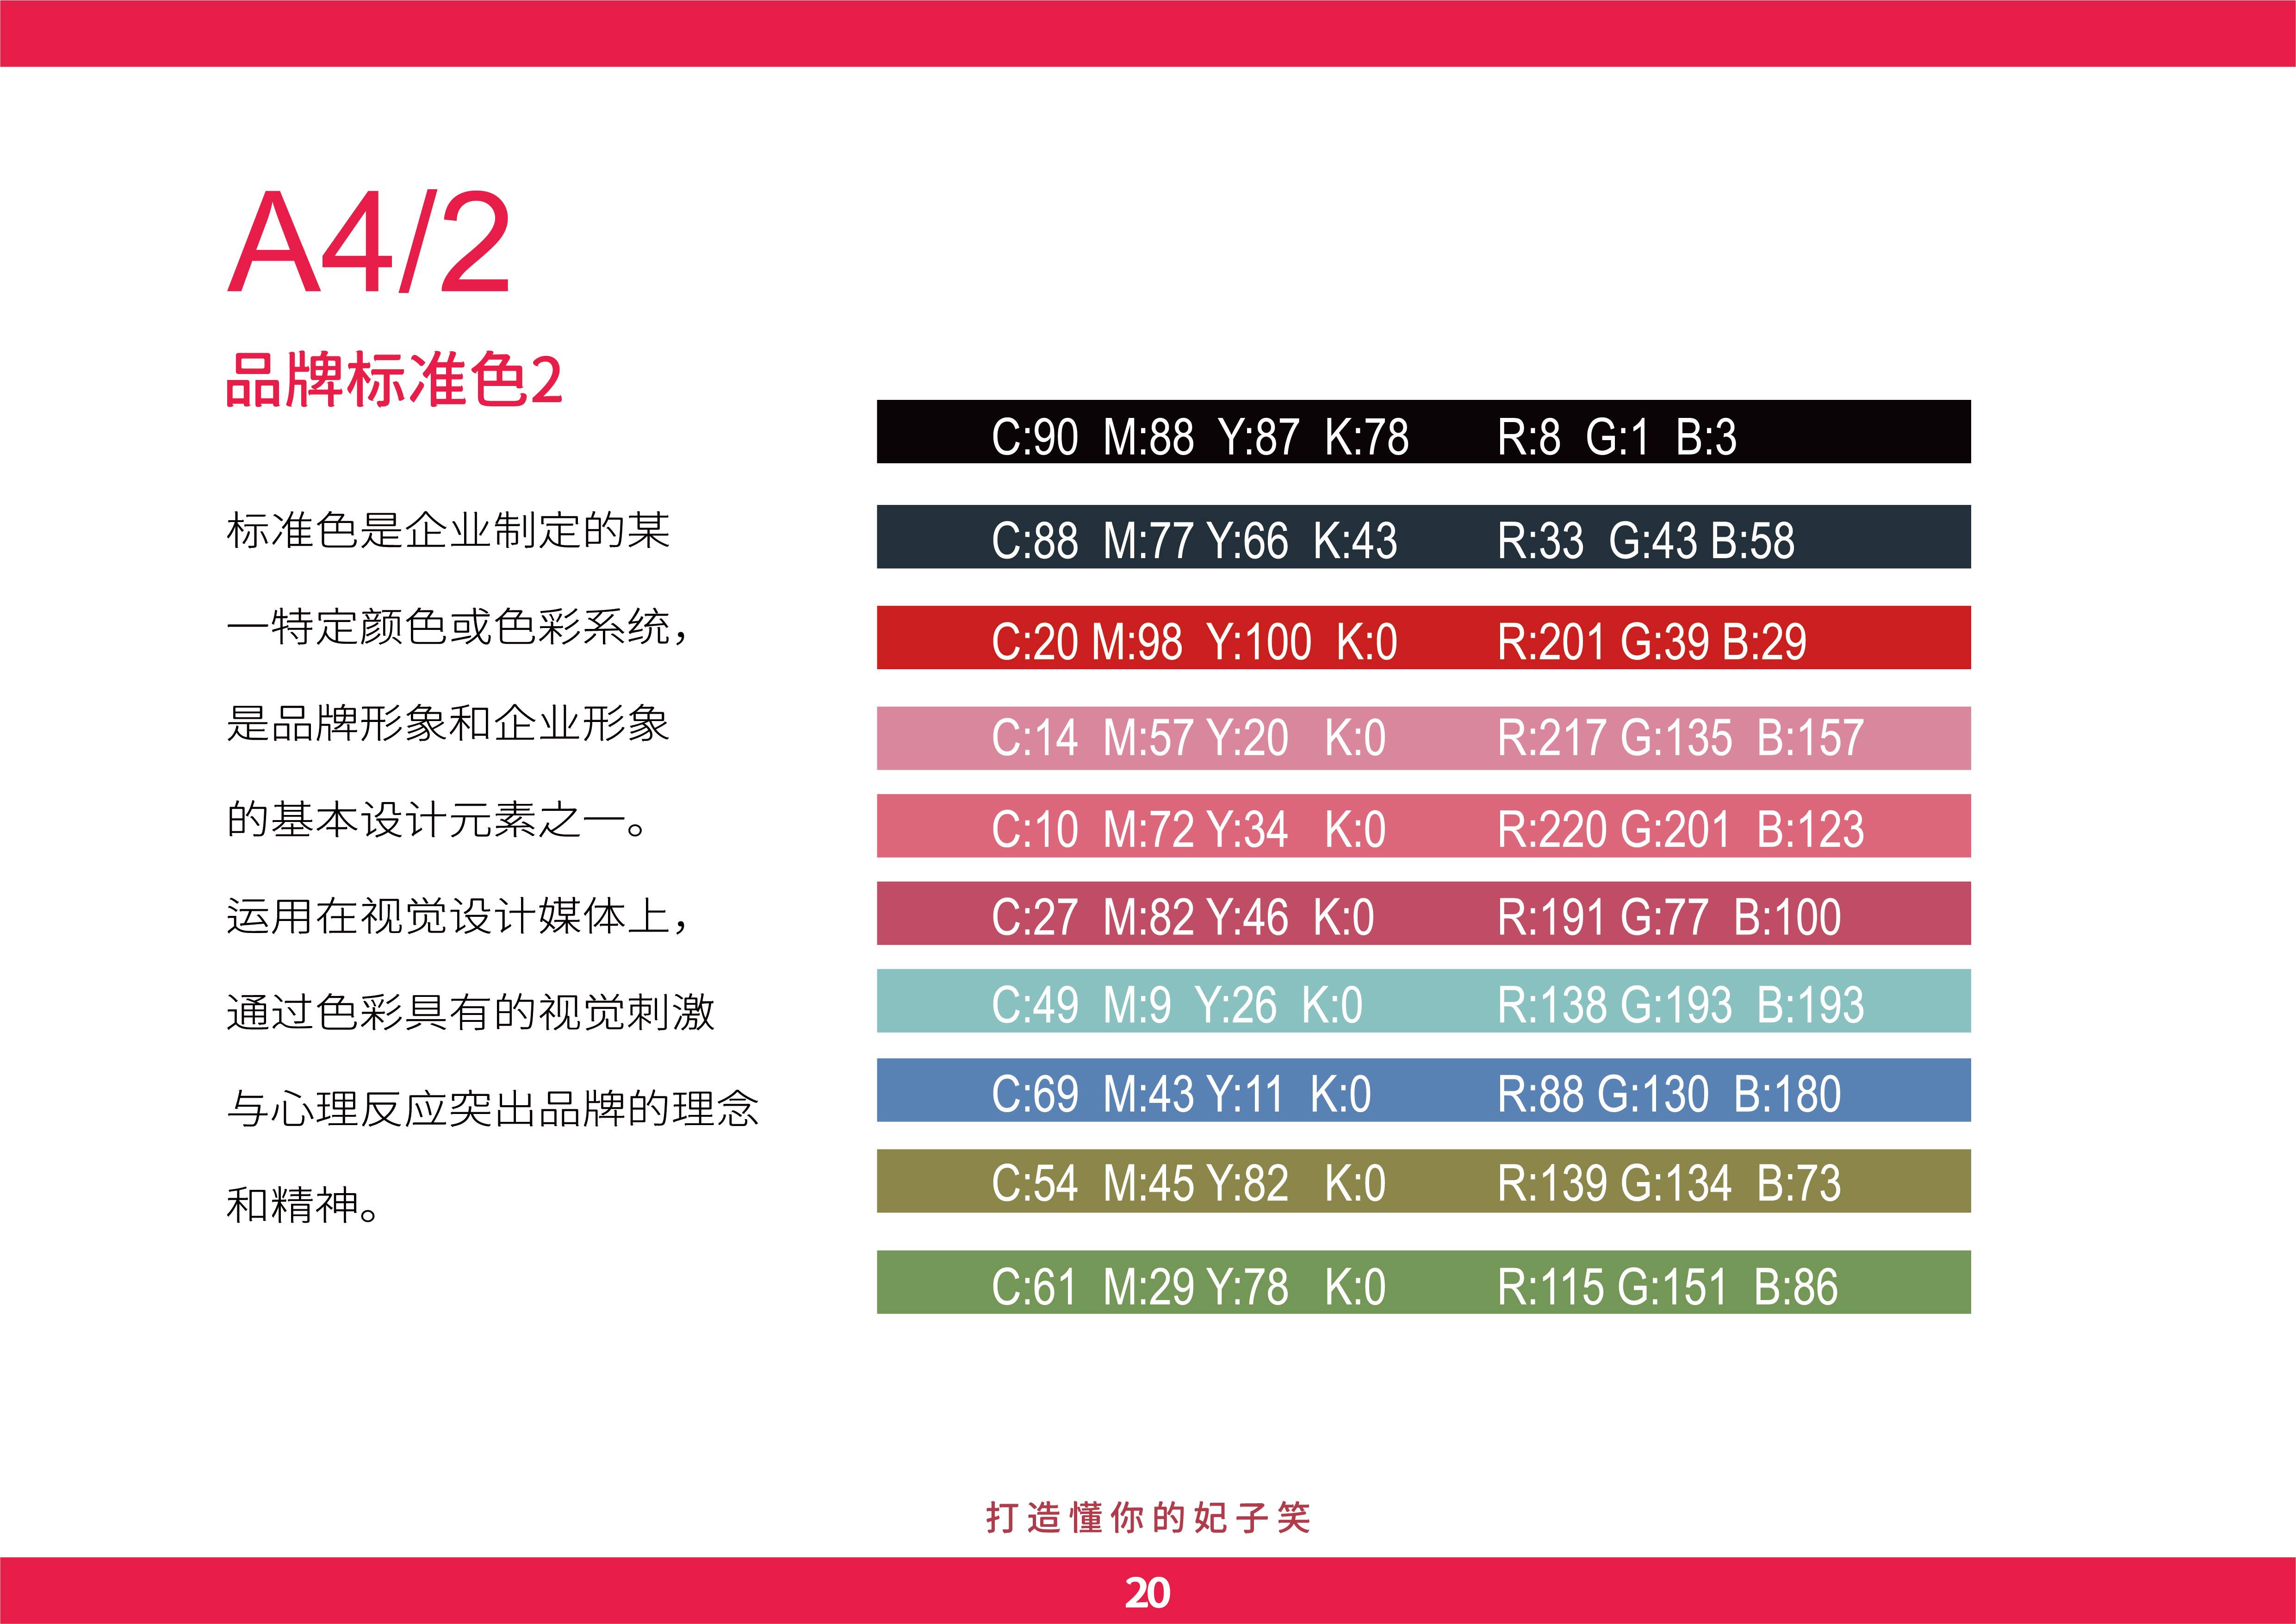 A4/2
品牌标准色2
标准色是企业制定的某
一特定颜色或色彩系统，
是品牌形象和企业形象
的基本设计元素之一。
运用在视觉设计媒体上，
通过色彩具有的视觉刺激
与心理反应突出品牌的理念
和精神。
C:90 M:88 Y:87 K:78 R:8 G:1 B:3
C:88 M:77 Y:66 K:43 R:33 G:43 B:58
C:20 M:98 Y:100 K:0 R:201 G:39 B:29
C:14 M:57 Y:20 K:0 R:217 G:135 B:157
C:10 M:72 Y:34 K:0 R:220 G:201 B:123
C:27 M:82 Y:46 K:0 R:191 G:77 B:100
C:49 M:9 Y:26 K:0 R:138 G:193 B:193
C:69 M:43 Y:11 K:0 R:88 G:130 B:180
C:54 M:45 Y:82 K:0 R:139 G:134 B:73
C:61 M:29 Y:78 K:0 R:115 G:151 B:86
打造懂你的妃子笑
20